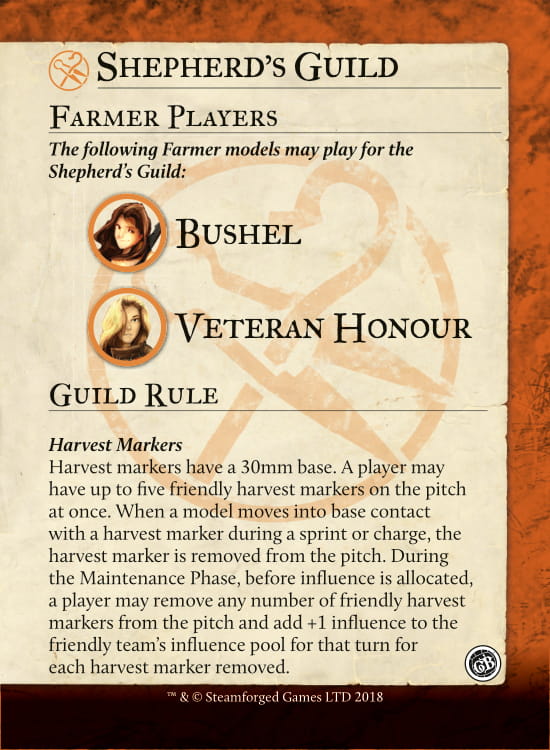 Shepherd's Guild
Farmer Players
The following Farmer models may play for the
Shepherd's Guild:
Bushel
Veteran Honour
Guild Rule
Harvest Markers
Harvest markers have a 30mm base. A player may
have up to five friendly harvest markers on the pitch
at once. When a model moves into base contact
with a harvest marker during a sprint or charge, the
harvest marker is removed from the pitch. During
the Maintenance Phase, before influence is allocated,
a player may remove any number of friendly harvest
markers from the pitch and add +1 influence to the
friendly team's influence pool for that turn for
each harvest marker removed.
GB
™ & © Steamforged Games LTD 2018